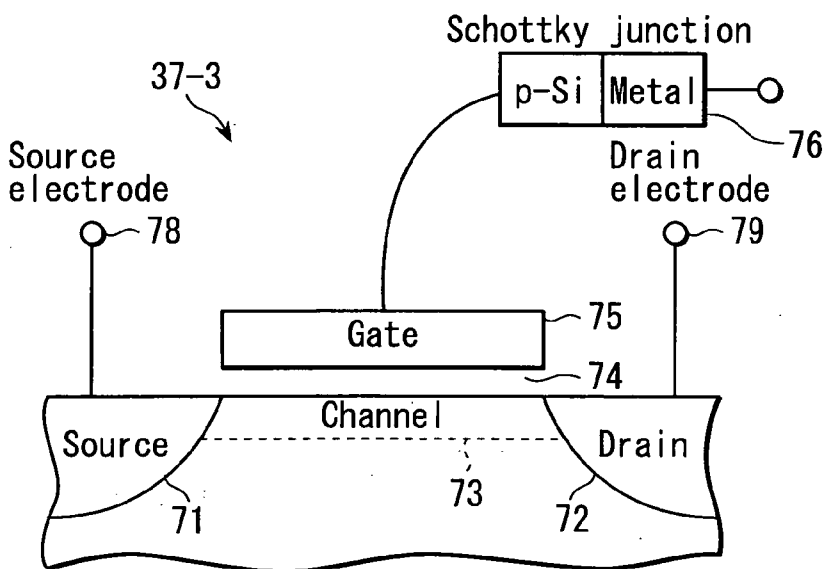 Schottky junction
37-3
p-Si Metal
76
Source
electrode
Drain
electrode
78
79
Gate
75
74
Channel
Source
Drain
73
71
72